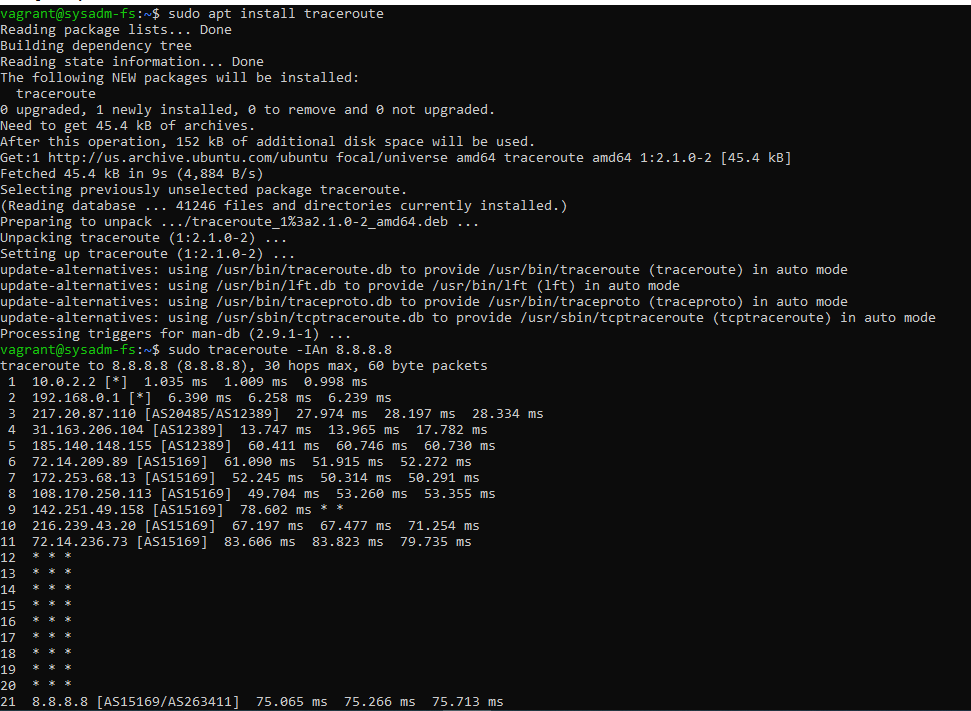 vagrant@sysadm-fs:~$ sudo apt install traceroute
Reading package lists... Done
Building dependency tree
Reading state information... Done
The following NEW packages will be installed:
  traceroute
0 upgraded, 1 newly installed, 0 to remove and 0 not upgraded.
Need to get 45.4 kB of archives.
After this operation, 152 kB of additional disk space will be used.
Get:1 http://us.archive.ubuntu.com/ubuntu focal/universe amd64 traceroute amd64 1:2.1.0-2 [45.4 kB]
Fetched 45.4 kB in 9s (4,884 B/s)
Selecting previously unselected package traceroute.
(Reading database ... 41246 files and directories currently installed.)
Preparing to unpack .../traceroute_1%3a2.1.0-2_amd64.deb ...
Unpacking traceroute (1:2.1.0-2) ...
Setting up traceroute (1:2.1.0-2) ...
update-alternatives: using /usr/bin/traceroute.db to provide /usr/bin/traceroute (traceroute) in auto mode
update-alternatives: using /usr/bin/lft.db to provide /usr/bin/lft (lft) in auto mode
update-alternatives: using /usr/bin/traceproto.db to provide /usr/bin/traceproto (traceproto) in auto mode
update-alternatives: using /usr/sbin/tcptraceroute.db to provide /usr/sbin/tcptraceroute (tcptraceroute) in auto mode
Processing triggers for man-db (2.9.1-1) ...
vagrant@sysadm-fs:~$ sudo traceroute -IAn 8.8.8.8
traceroute to 8.8.8.8 (8.8.8.8), 30 hops max, 60 byte packets
 1  10.0.2.2 [*]  1.035 ms  1.009 ms  0.998 ms
 2  192.168.0.1 [*]  6.390 ms  6.258 ms  6.239 ms
 3  217.20.87.110 [AS20485/AS12389]  27.974 ms  28.197 ms  28.334 ms
 4  31.163.206.104 [AS12389]  13.747 ms  13.965 ms  17.782 ms
 5  185.140.148.155 [AS12389]  60.411 ms  60.746 ms  60.730 ms
 6  72.14.209.89 [AS15169]  61.090 ms  51.915 ms  52.272 ms
 7  172.253.68.13 [AS15169]  52.245 ms  50.314 ms  50.291 ms
 8  108.170.250.113 [AS15169]  49.704 ms  53.260 ms  53.355 ms
 9  142.251.49.158 [AS15169]  78.602 ms * *
10  216.239.43.20 [AS15169]  67.197 ms  67.477 ms  71.254 ms
11  72.14.236.73 [AS15169]  83.606 ms  83.823 ms  79.735 ms
12  * * *
13  * * *
14  * * *
15  * * *
16  * * *
17  * * *
18  * * *
19  * * *
20  * * *
21  8.8.8.8 [AS15169/AS263411]  75.065 ms  75.266 ms  75.713 ms